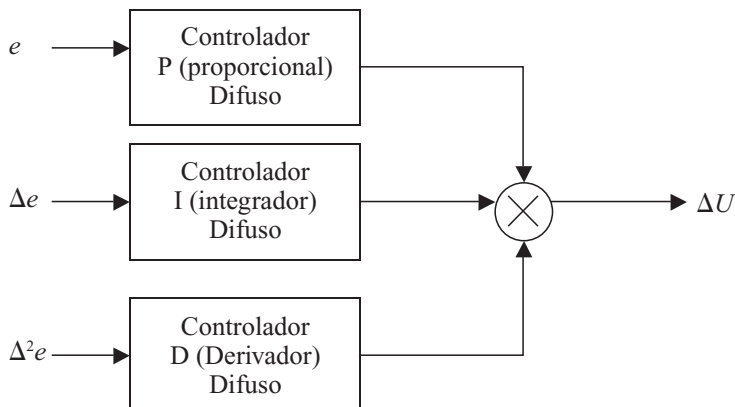 e
Controlador
P (proporcional)
Difuso
Δe
Controlador
I (integrador)
Difuso
ΔU
Δ²e
Controlador
D (Derivador)
Difuso